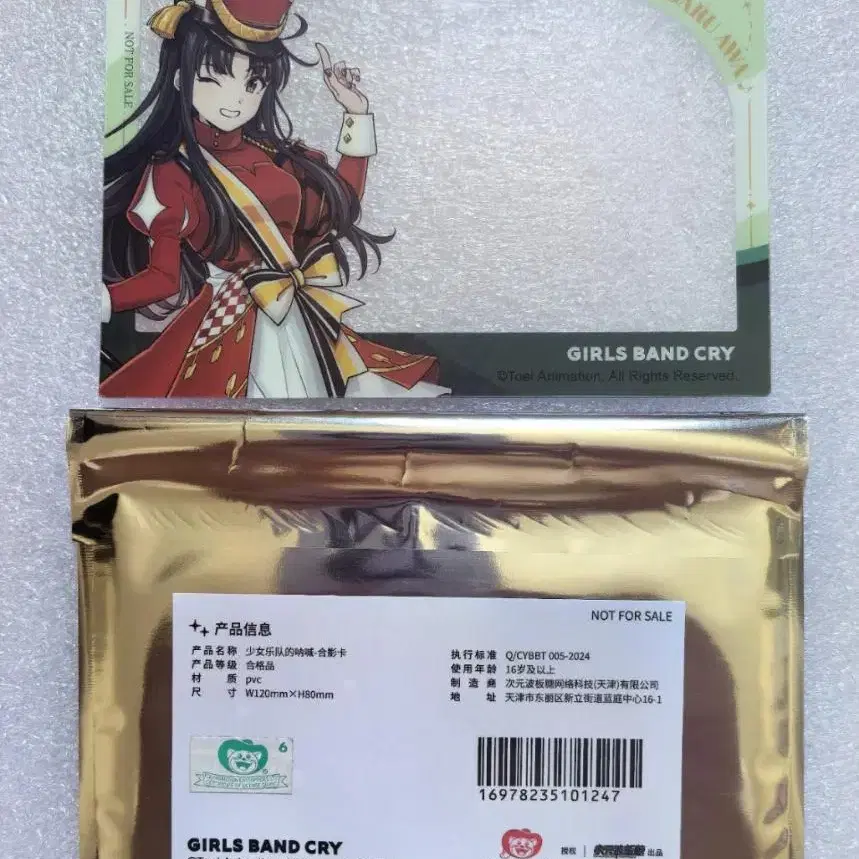 NOT FOR SALE
GIRLS BAND CRY
©Toei Animation. All Rights Reserved.
NOT FOR SALE
产品信息
产品名称 少女乐队的呐喊-合影卡
产品等级 合格品
材 质 pvc
尺 寸 W120mm×H80mm
执行标准 Q/CYBBT 005-2024
使用年龄 16岁及以上
制 造 商 次元波板糖网络科技(天津)有限公司
地 址 天津市东丽区新立街道蓝庭中心16-1
6
16978235101247
GIRLS BAND CRY
授权
出品